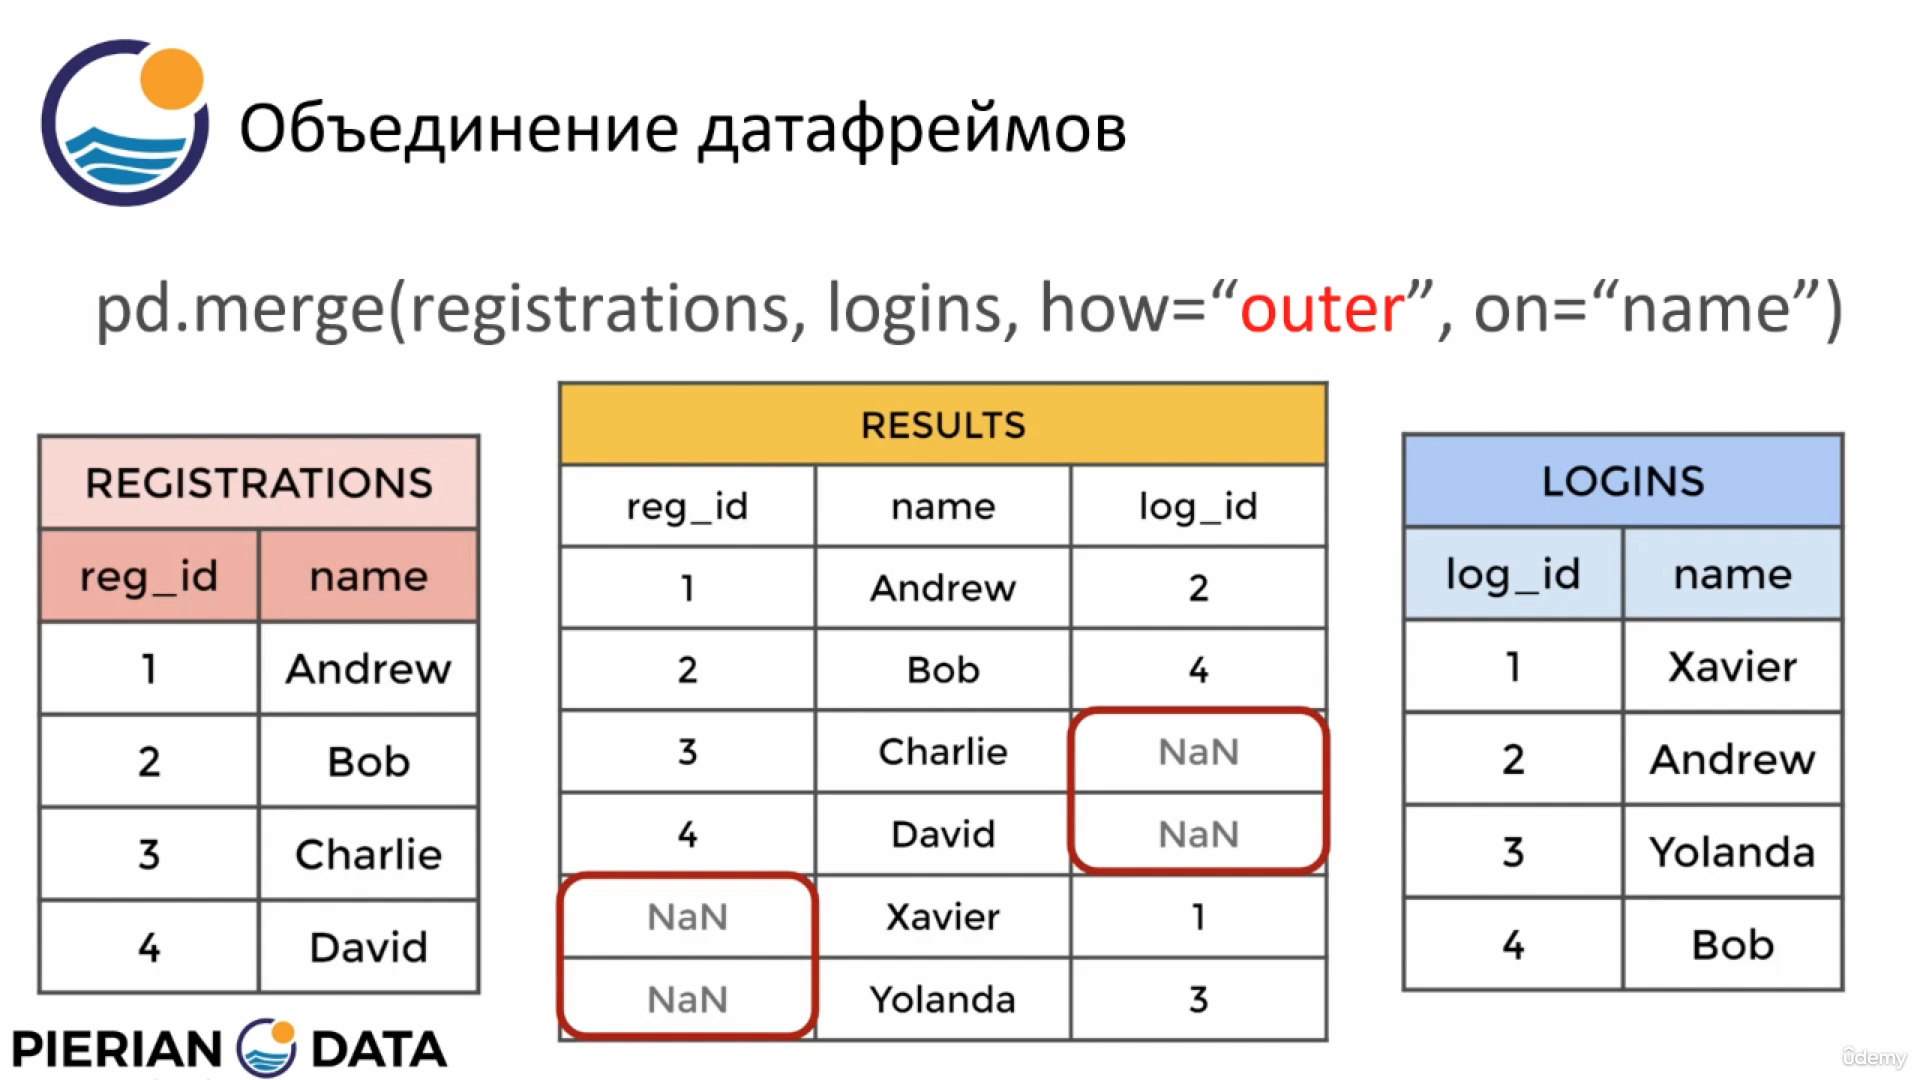 Объединение датафреймов
pd.merge(registrations, logins, how=“outer”, on=“name”)
REGISTRATIONS
reg_id name
1 Andrew
2 Bob
3 Charlie
4 David
RESULTS
reg_id name log_id
1 Andrew 2
2 Bob 4
3 Charlie NaN
4 David NaN
NaN Xavier 1
NaN Yolanda 3
LOGINS
log_id name
1 Xavier
2 Andrew
3 Yolanda
4 Bob
PIERIAN DATA
ûdemy